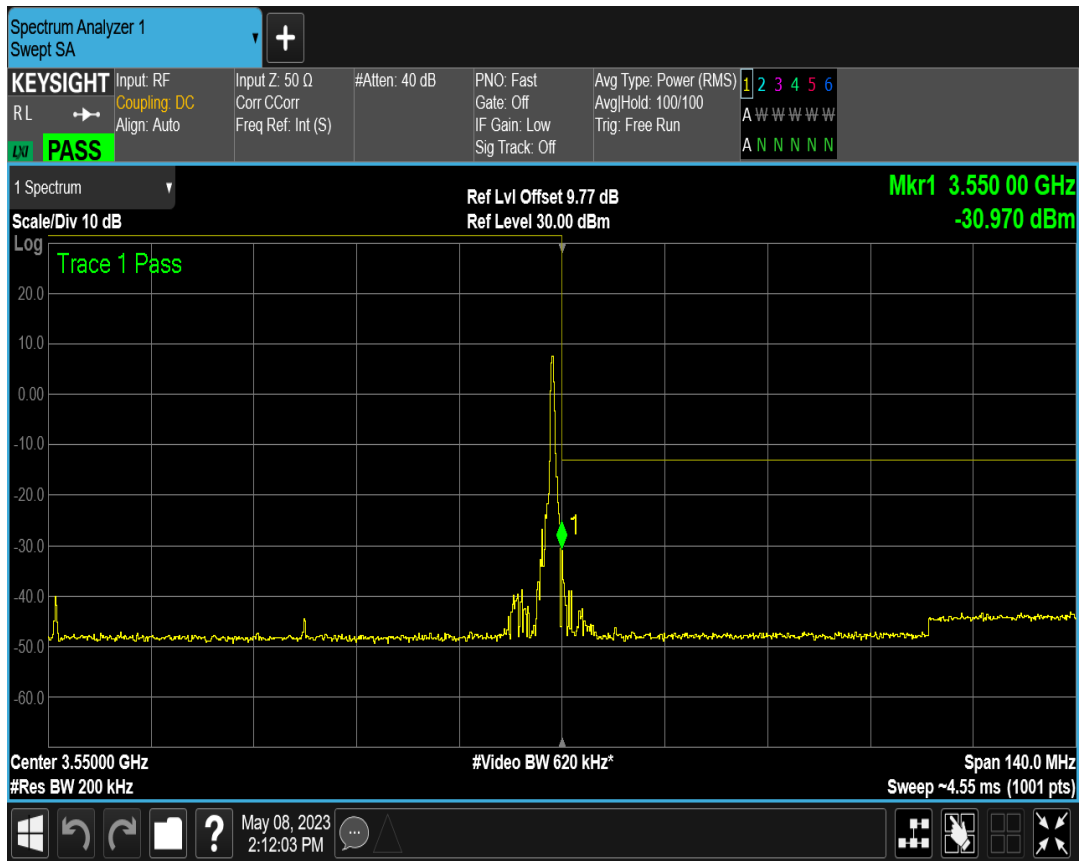 Spectrum Analyzer 1
Swept SA
+
KEYSIGHT
RL
LXI PASS
Input: RF
Coupling: DC
Align: Auto
Input Z: 50 Ω
Corr CCorr
Freq Ref: Int (S)
#Atten: 40 dB
PNO: Fast
Gate: Off
IF Gain: Low
Sig Track: Off
Avg Type: Power (RMS)
Avg|Hold: 100/100
Trig: Free Run
1 2 3 4 5 6
A W W W W W
A N N N N N
1 Spectrum
Scale/Div 10 dB
Ref Lvl Offset 9.77 dB
Ref Level 30.00 dBm
Mkr1 3.550 00 GHz
-30.970 dBm
Log
Trace 1 Pass
20.0
10.0
0.00
-10.0
-20.0
1
-30.0
-40.0
-50.0
-60.0
Center 3.55000 GHz
#Video BW 620 kHz*
Span 140.0 MHz
#Res BW 200 kHz
Sweep ~4.55 ms (1001 pts)
?
May 08, 2023
2:12:03 PM